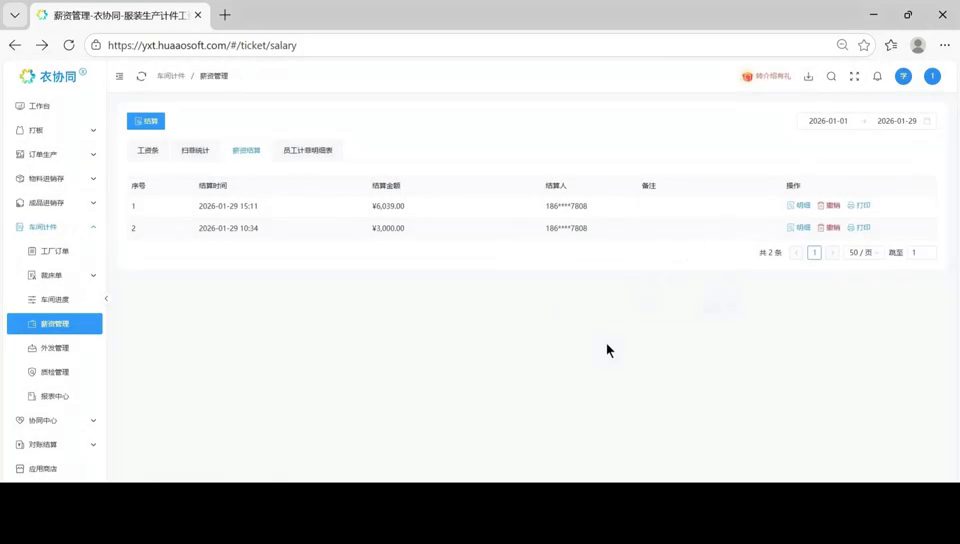 薪资管理-衣协同-服装生产计件工
https://yxt.huaaosoft.com/#/ticket/salary
衣协同®
车间计件 / 薪资管理
转介绍有礼
字
1
工作台
打板
订单生产
物料进销存
成品进销存
车间计件
工厂订单
裁床单
车间进度
薪资管理
外发管理
质检管理
报表中心
协同中心
对账结算
应用商店
结算
2026-01-01
2026-01-29
工资条 扫菲统计 薪资结算 员工计菲明细表
序号 结算时间 结算金额 结算人 备注 操作
1 2026-01-29 15:11 ¥6,039.00 186****7808 明细 撤销 打印
2 2026-01-29 10:34 ¥3,000.00 186****7808 明细 撤销 打印
共 2 条 1 50 / 页 跳至 1